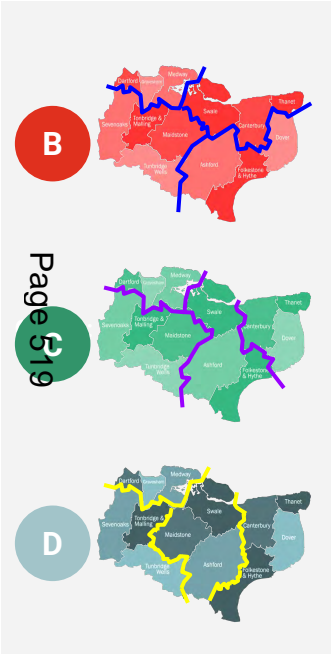 Dartford
Gravesham
Medway
Swale
Thanet
Sevenoaks
Tonbridge &
Malling
Maidstone
Canterbury
Dover
Tunbridge
Wells
Ashford
Folkestone
& Hythe
B
Dartford
Gravesham
Medway
Swale
Thanet
Sevenoaks
Tonbridge &
Malling
Maidstone
Canterbury
Dover
Tunbridge
Wells
Ashford
Folkestone
& Hythe
C
Page 519
Dartford
Gravesham
Medway
Swale
Thanet
Sevenoaks
Tonbridge &
Malling
Maidstone
Canterbury
Dover
Tunbridge
Wells
Ashford
Folkestone
& Hythe
D